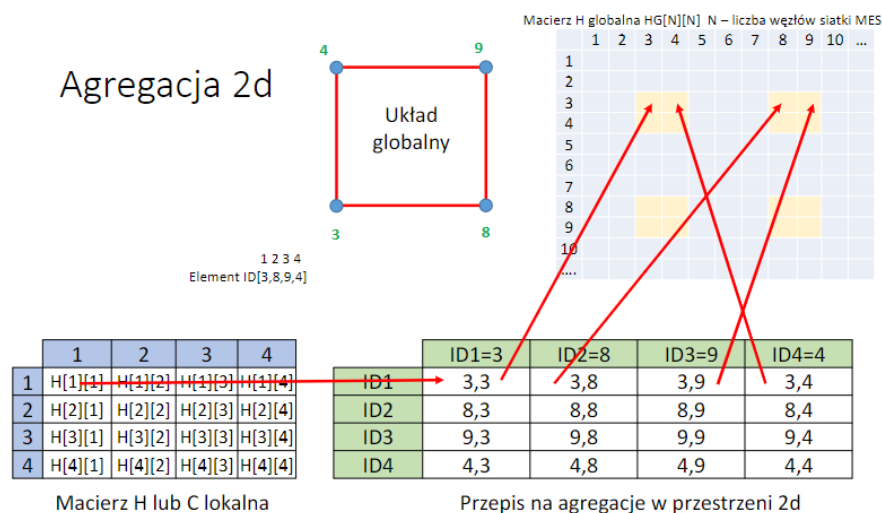 Macierz H globalna HG[N][N] N – liczba węzłów siatki MES
1 2 3 4 5 6 7 8 9 10 ...
1
2
3
4
5
6
7
8
9
10
....
Agregacja 2d
4 9
Układ
globalny
3 8
1 2 3 4
Element ID[3,8,9,4]
1 2 3 4
1 H[1][1] H[1][2] H[1][3] H[1][4]
2 H[2][1] H[2][2] H[2][3] H[2][4]
3 H[3][1] H[3][2] H[3][3] H[3][4]
4 H[4][1] H[4][2] H[4][3] H[4][4]
Macierz H lub C lokalna
ID1=3 ID2=8 ID3=9 ID4=4
ID1 3,3 3,8 3,9 3,4
ID2 8,3 8,8 8,9 8,4
ID3 9,3 9,8 9,9 9,4
ID4 4,3 4,8 4,9 4,4
Przepis na agregacje w przestrzeni 2d